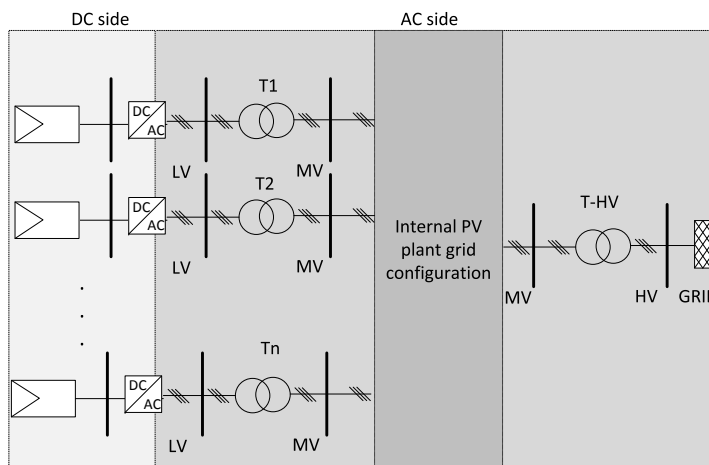 DC side
AC side
T1
DC
AC
LV
MV
T2
DC
AC
LV
MV
Internal PV
plant grid
configuration
T-HV
MV
HV
GRI
Tn
DC
AC
LV
MV